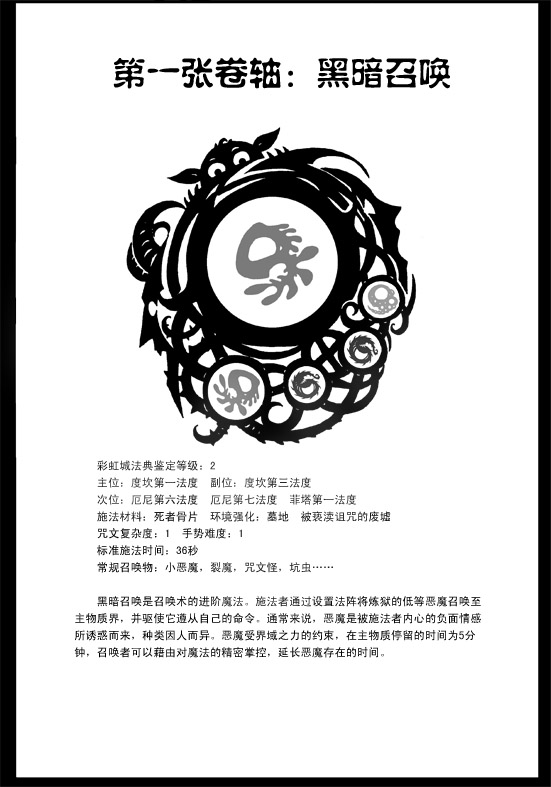 第一张卷轴：黑暗召唤
彩虹城法典鉴定等级：2
主位：度坎第一法度 副位：度坎第三法度
次位：厄尼第六法度 厄尼第七法度 菲塔第一法度
施法材料：死者骨片 环境强化：墓地 被亵渎诅咒的废墟
咒文复杂度：1 手势难度：1
标准施法时间：36秒
常规召唤物：小恶魔，裂魔，咒文怪，坑虫……
黑暗召唤是召唤术的进阶魔法。施法者通过设置法阵将炼狱的低等恶魔召唤至
主物质界，并驱使它遵从自己的命令。通常来说，恶魔是被施法者内心的负面情感
所诱惑而来，种类因人而异。恶魔受界域之力的约束，在主物质停留的时间为5分
钟，召唤者可以藉由对魔法的精密掌控，延长恶魔存在的时间。